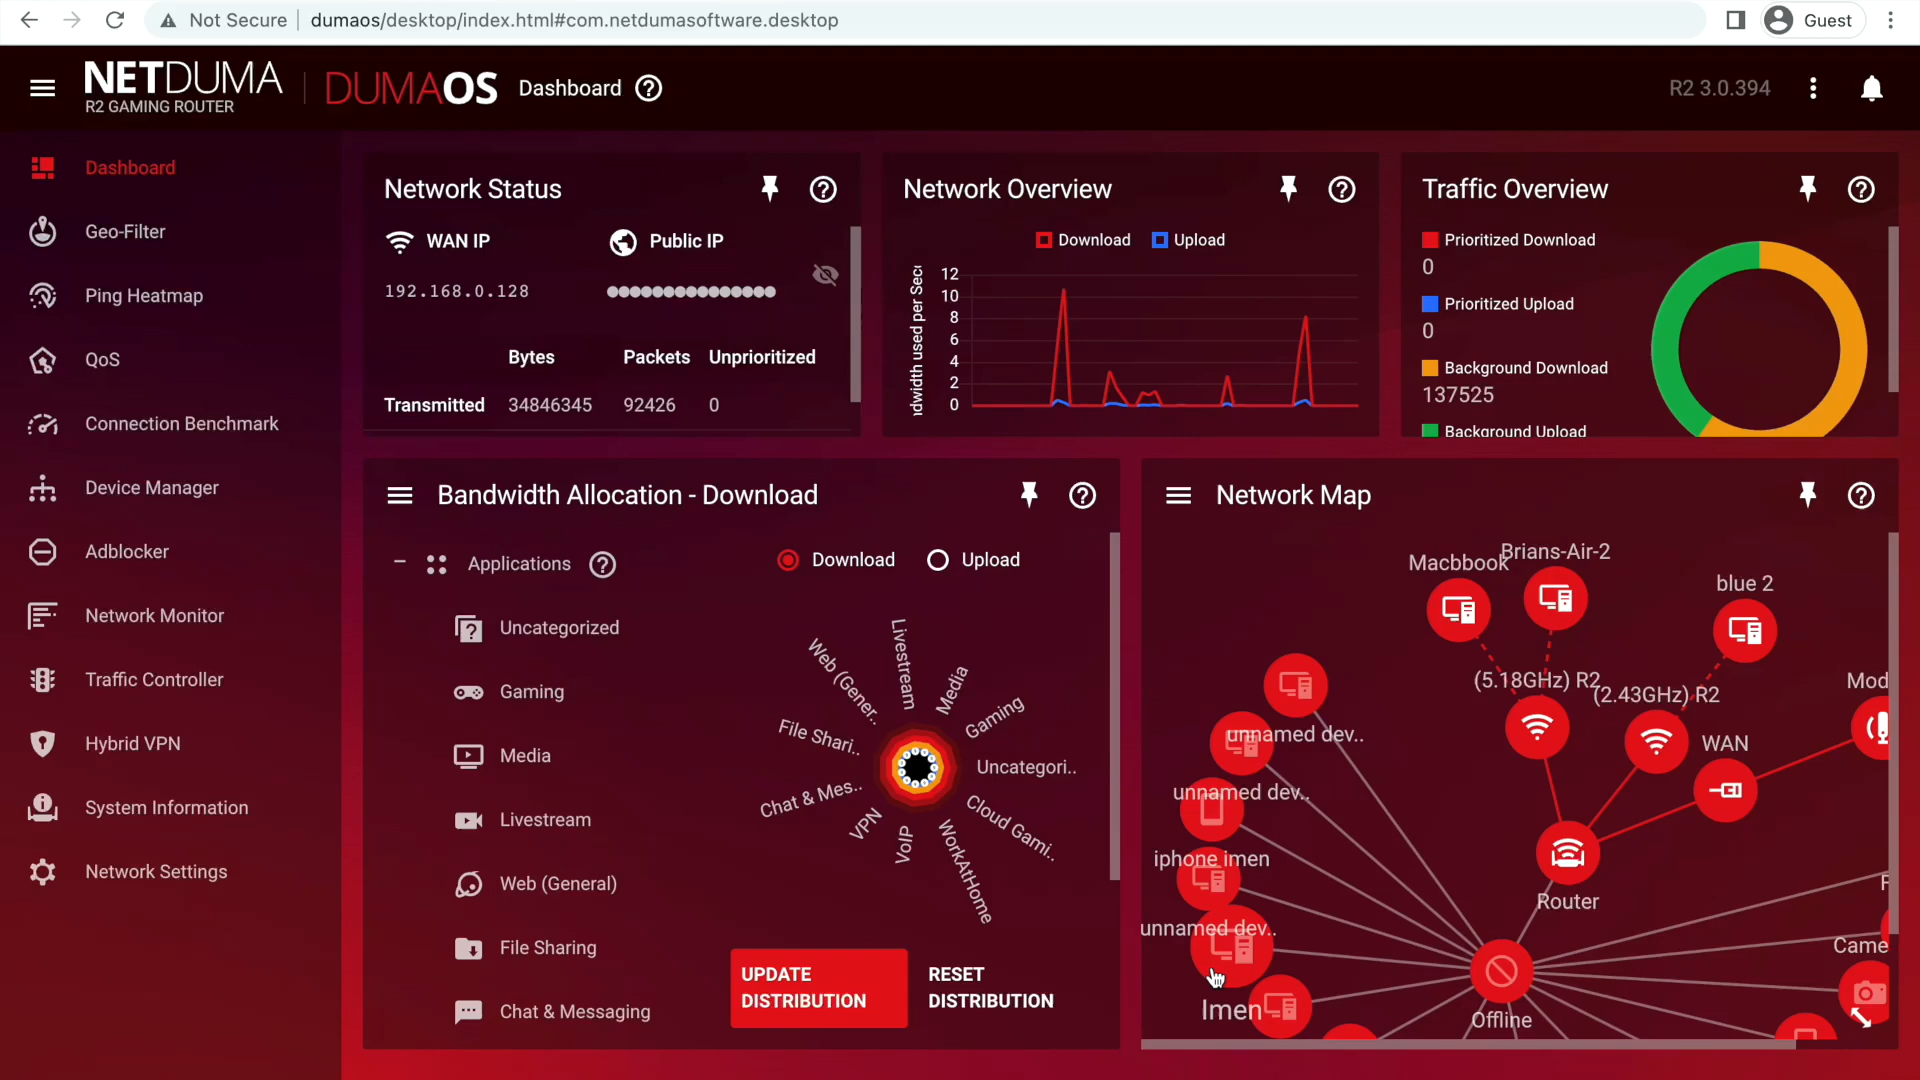 Not Secure
dumaos/desktop/index.html#com.netdumasoftware.desktop
Guest
NETDUMA
R2 GAMING ROUTER
DUMAOS
Dashboard
R2 3.0.394
Dashboard
Geo-Filter
Ping Heatmap
QoS
Connection Benchmark
Device Manager
Adblocker
Network Monitor
Traffic Controller
Hybrid VPN
System Information
Network Settings
Network Status
WAN IP
Public IP
192.168.0.128
Bytes Packets Unprioritized
Transmitted 34846345 92426 0
Network Overview
Download Upload
12
10
8
6
4
2
0
used per
Traffic Overview
Prioritized Download
0
Prioritized Upload
0
Background Download
137525
Background Upload
Bandwidth Allocation - Download
Applications
Download Upload
Uncategorized
Gaming
Media
Livestream
Web (General)
File Sharing
Chat & Messaging
Livestream
Media
Gaming
Uncategori..
Cloud Gami..
WorkAtHome
VoIP
VPN
Chat & Mes..
File Shari..
Web (Gener..
UPDATE
DISTRIBUTION
RESET
DISTRIBUTION
Network Map
Macbbook
Brians-Air-2
blue 2
(5.18GHz) R2
(2.43GHz) R2
Mod
WAN
unnamed dev..
unnamed dev..
iphone imen
Router
unnamed dev..
Came
Imen
Offline